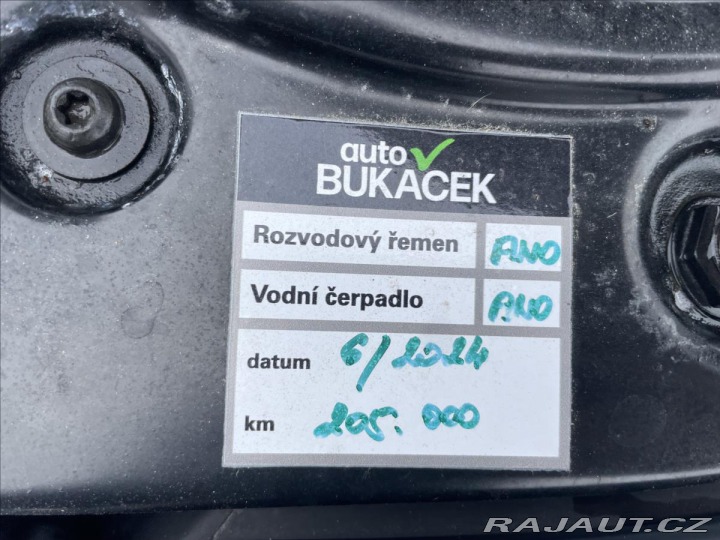 auto
BUKACEK
Rozvodový řemen ANO
Vodní čerpadlo ANO
datum 6/2024
km 205.000
RAJAUT.CZ